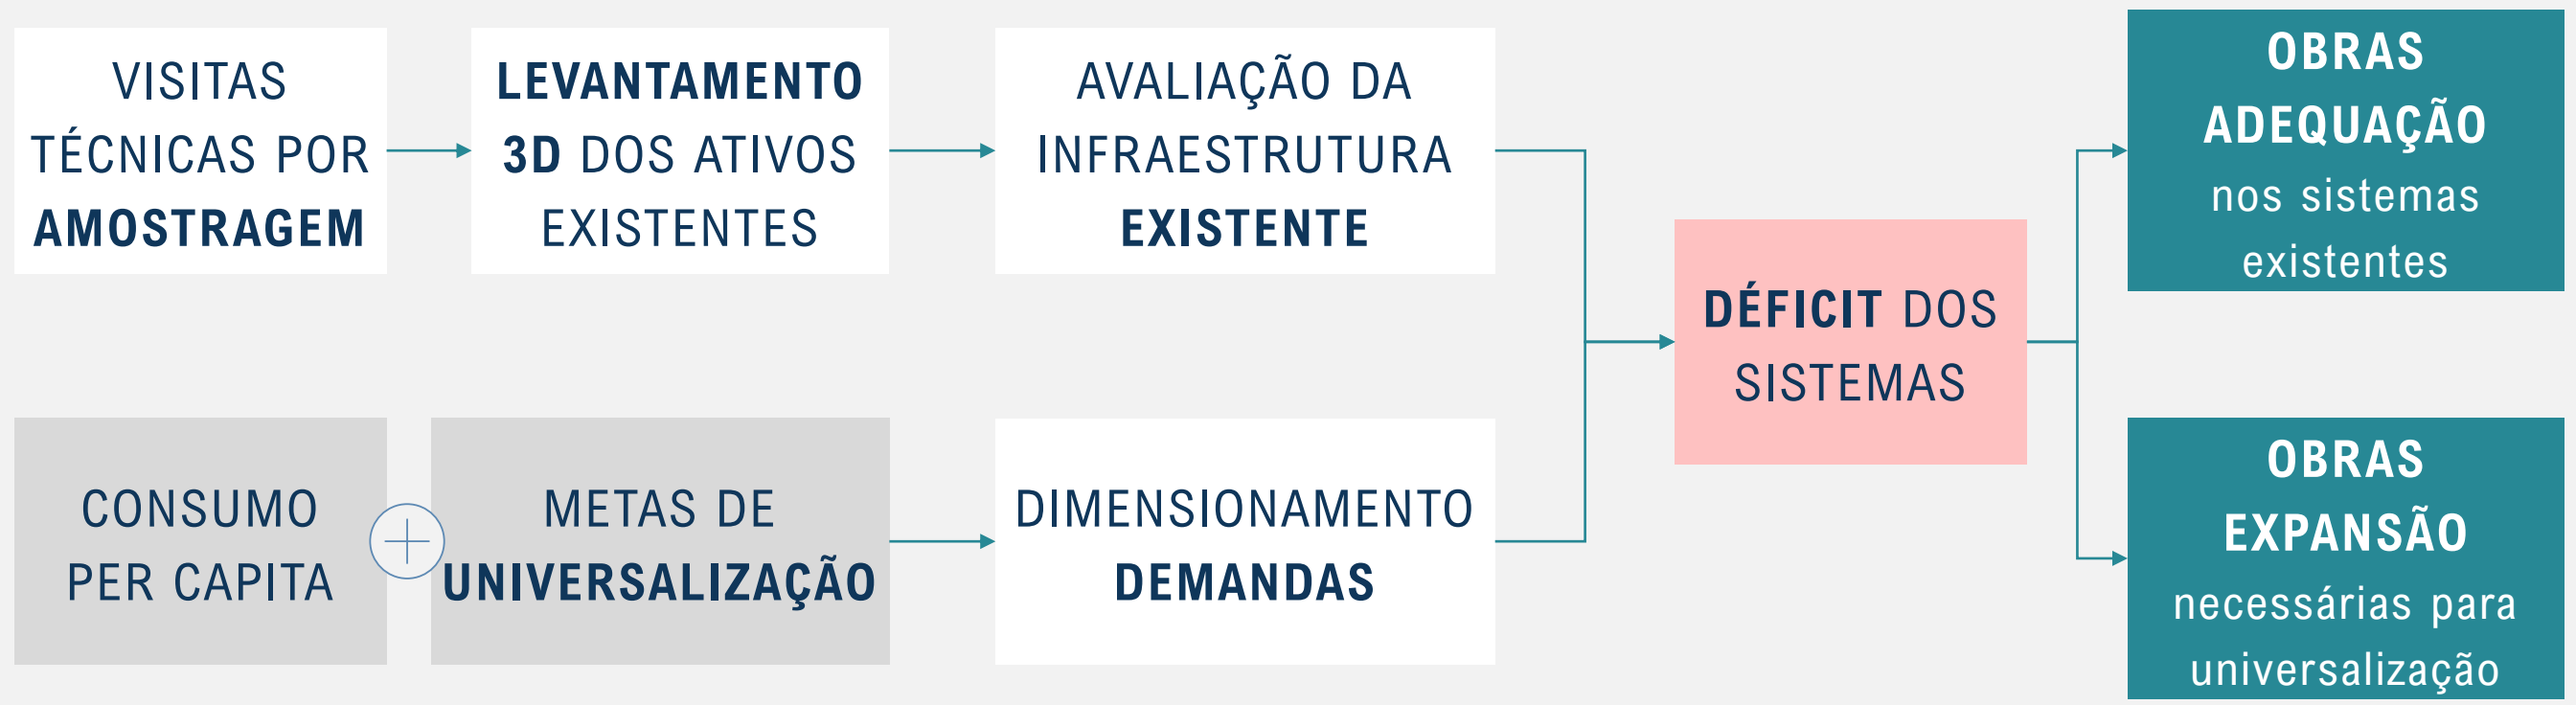 VISITAS
TÉCNICAS POR
AMOSTRAGEM
LEVANTAMENTO
3D DOS ATIVOS
EXISTENTES
AVALIAÇÃO DA
INFRAESTRUTURA
EXISTENTE
CONSUMO
PER CAPITA
METAS DE
UNIVERSALIZAÇÃO
DIMENSIONAMENTO
DEMANDAS
DÉFICIT DOS
SISTEMAS
OBRAS
ADEQUAÇÃO
nos sistemas
existentes
OBRAS
EXPANSÃO
necessárias para
universalização